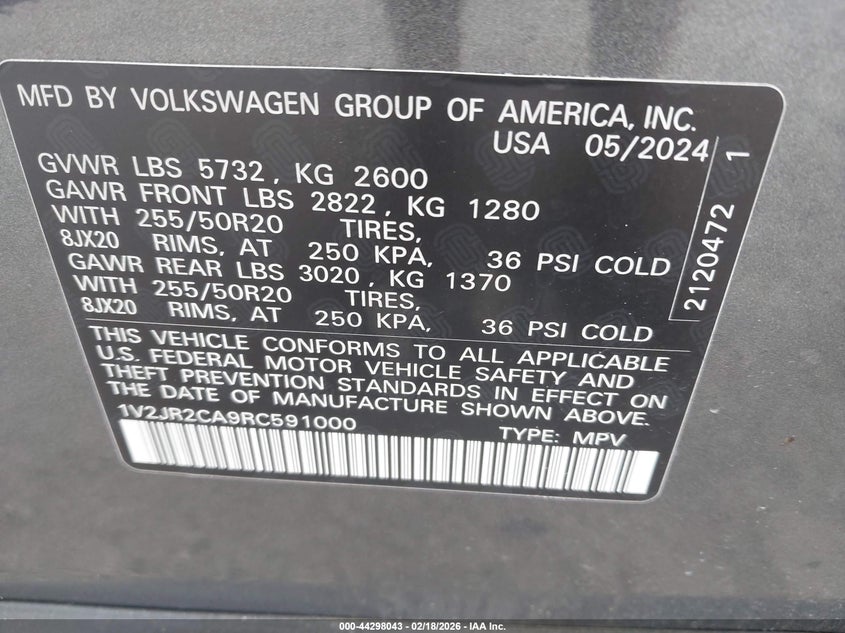 MFD BY VOLKSWAGEN GROUP OF AMERICA, INC.
USA 05/2024
GVWR LBS 5732, KG 2600
GAWR FRONT LBS 2822, KG 1280
WITH 255/50R20 TIRES,
8JX20 RIMS, AT 250 KPA, 36 PSI COLD
GAWR REAR LBS 3020, KG 1370
WITH 255/50R20 TIRES,
8JX20 RIMS, AT 250 KPA, 36 PSI COLD
THIS VEHICLE CONFORMS TO ALL APPLICABLE
U.S. FEDERAL MOTOR VEHICLE SAFETY AND
THEFT PREVENTION STANDARDS IN EFFECT ON
THE DATE OF MANUFACTURE SHOWN ABOVE.
1V2JR2CA9RC591000 TYPE: MPV
2120472 1
000-44298043 - 02/18/2026 - IAA Inc.